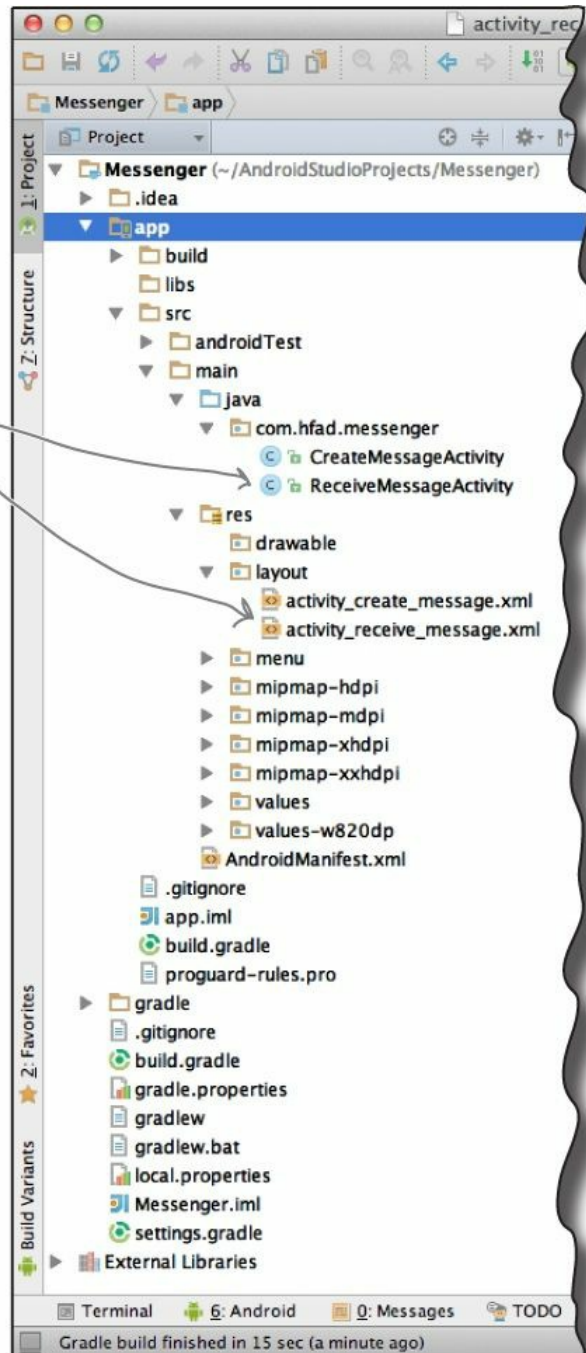 activity_rec
Messenger
app
Project
1: Project
Messenger (~/AndroidStudioProjects/Messenger)
.idea
app
build
libs
src
androidTest
main
java
com.hfad.messenger
CreateMessageActivity
ReceiveMessageActivity
res
drawable
layout
activity_create_message.xml
activity_receive_message.xml
menu
mipmap-hdpi
mipmap-mdpi
mipmap-xhdpi
mipmap-xxhdpi
values
values-w820dp
AndroidManifest.xml
.gitignore
app.iml
build.gradle
proguard-rules.pro
gradle
.gitignore
build.gradle
gradle.properties
gradlew
gradlew.bat
local.properties
Messenger.iml
settings.gradle
External Libraries
7: Structure
2: Favorites
Build Variants
Terminal
6: Android
0: Messages
TODO
Gradle build finished in 15 sec (a minute ago)